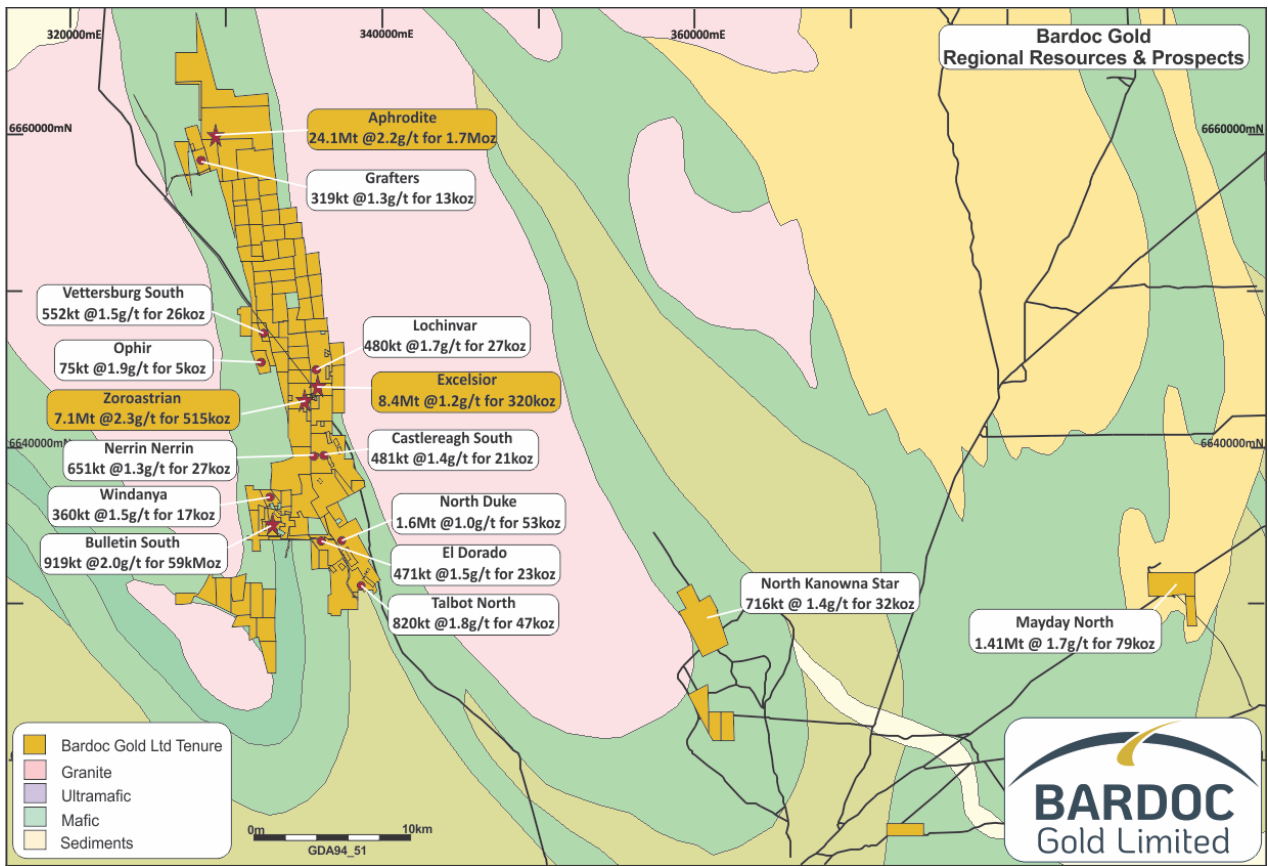 320000mE
340000mE
360000mE
Bardoc Gold
Regional Resources & Prospects
6660000mN
6660000mN
Aphrodite
24.1Mt @2.2g/t for 1.7Moz
Grafters
319kt @1.3g/t for 13koz
Vettersburg South
552kt @1.5g/t for 26koz
Lochinvar
480kt @1.7g/t for 27koz
Ophir
75kt @1.9g/t for 5koz
Excelsior
8.4Mt @1.2g/t for 320koz
Zoroastrian
7.1Mt @2.3g/t for 515koz
6640000mN
6640000mN
Nerrin Nerrin
651kt @1.3g/t for 27koz
Castlereagh South
481kt @1.4g/t for 21koz
Windanya
360kt @1.5g/t for 17koz
North Duke
1.6Mt @1.0g/t for 53koz
Bulletin South
919kt @2.0g/t for 59kMoz
El Dorado
471kt @1.5g/t for 23koz
Talbot North
820kt @1.8g/t for 47koz
North Kanowna Star
716kt @ 1.4g/t for 32koz
Mayday North
1.41Mt @ 1.7g/t for 79koz
Bardoc Gold Ltd Tenure
Granite
Ultramafic
Mafic
Sediments
0m
10km
GDA94_51
BARDOC
Gold Limited